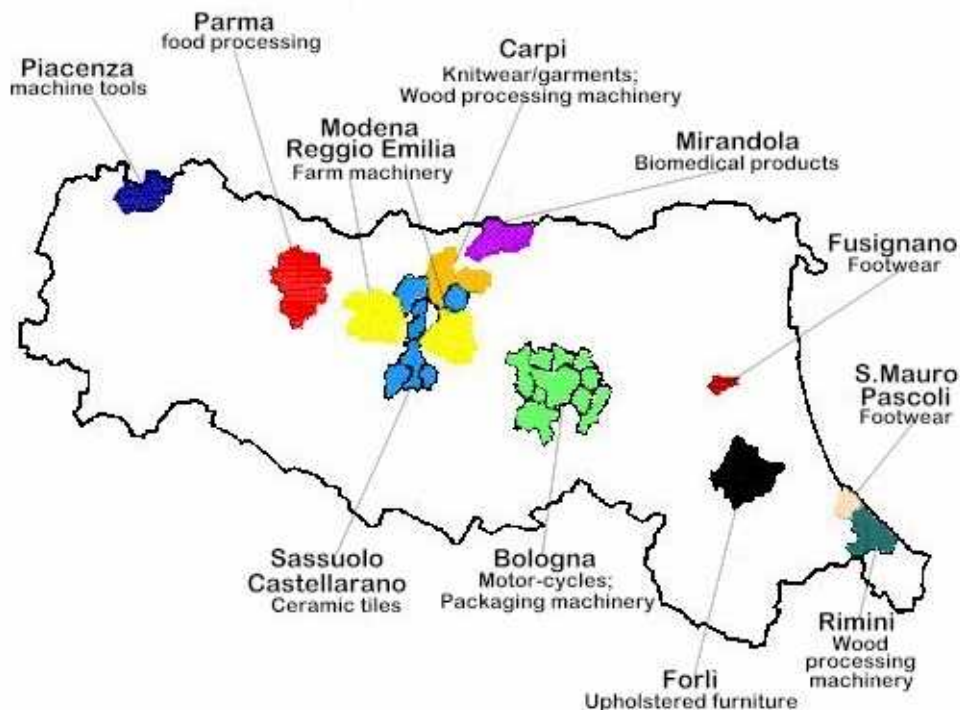 Parma
food processing
Piacenza
machine tools
Carpi
Knitwear/garments;
Wood processing machinery
Modena
Reggio Emilia
Farm machinery
Mirandola
Biomedical products
Fusignano
Footwear
S.Mauro
Pascoli
Footwear
Sassuolo
Castellarano
Ceramic tiles
Bologna
Motor-cycles;
Packaging machinery
Rimini
Wood
processing
machinery
Forlì
Upholstered furniture